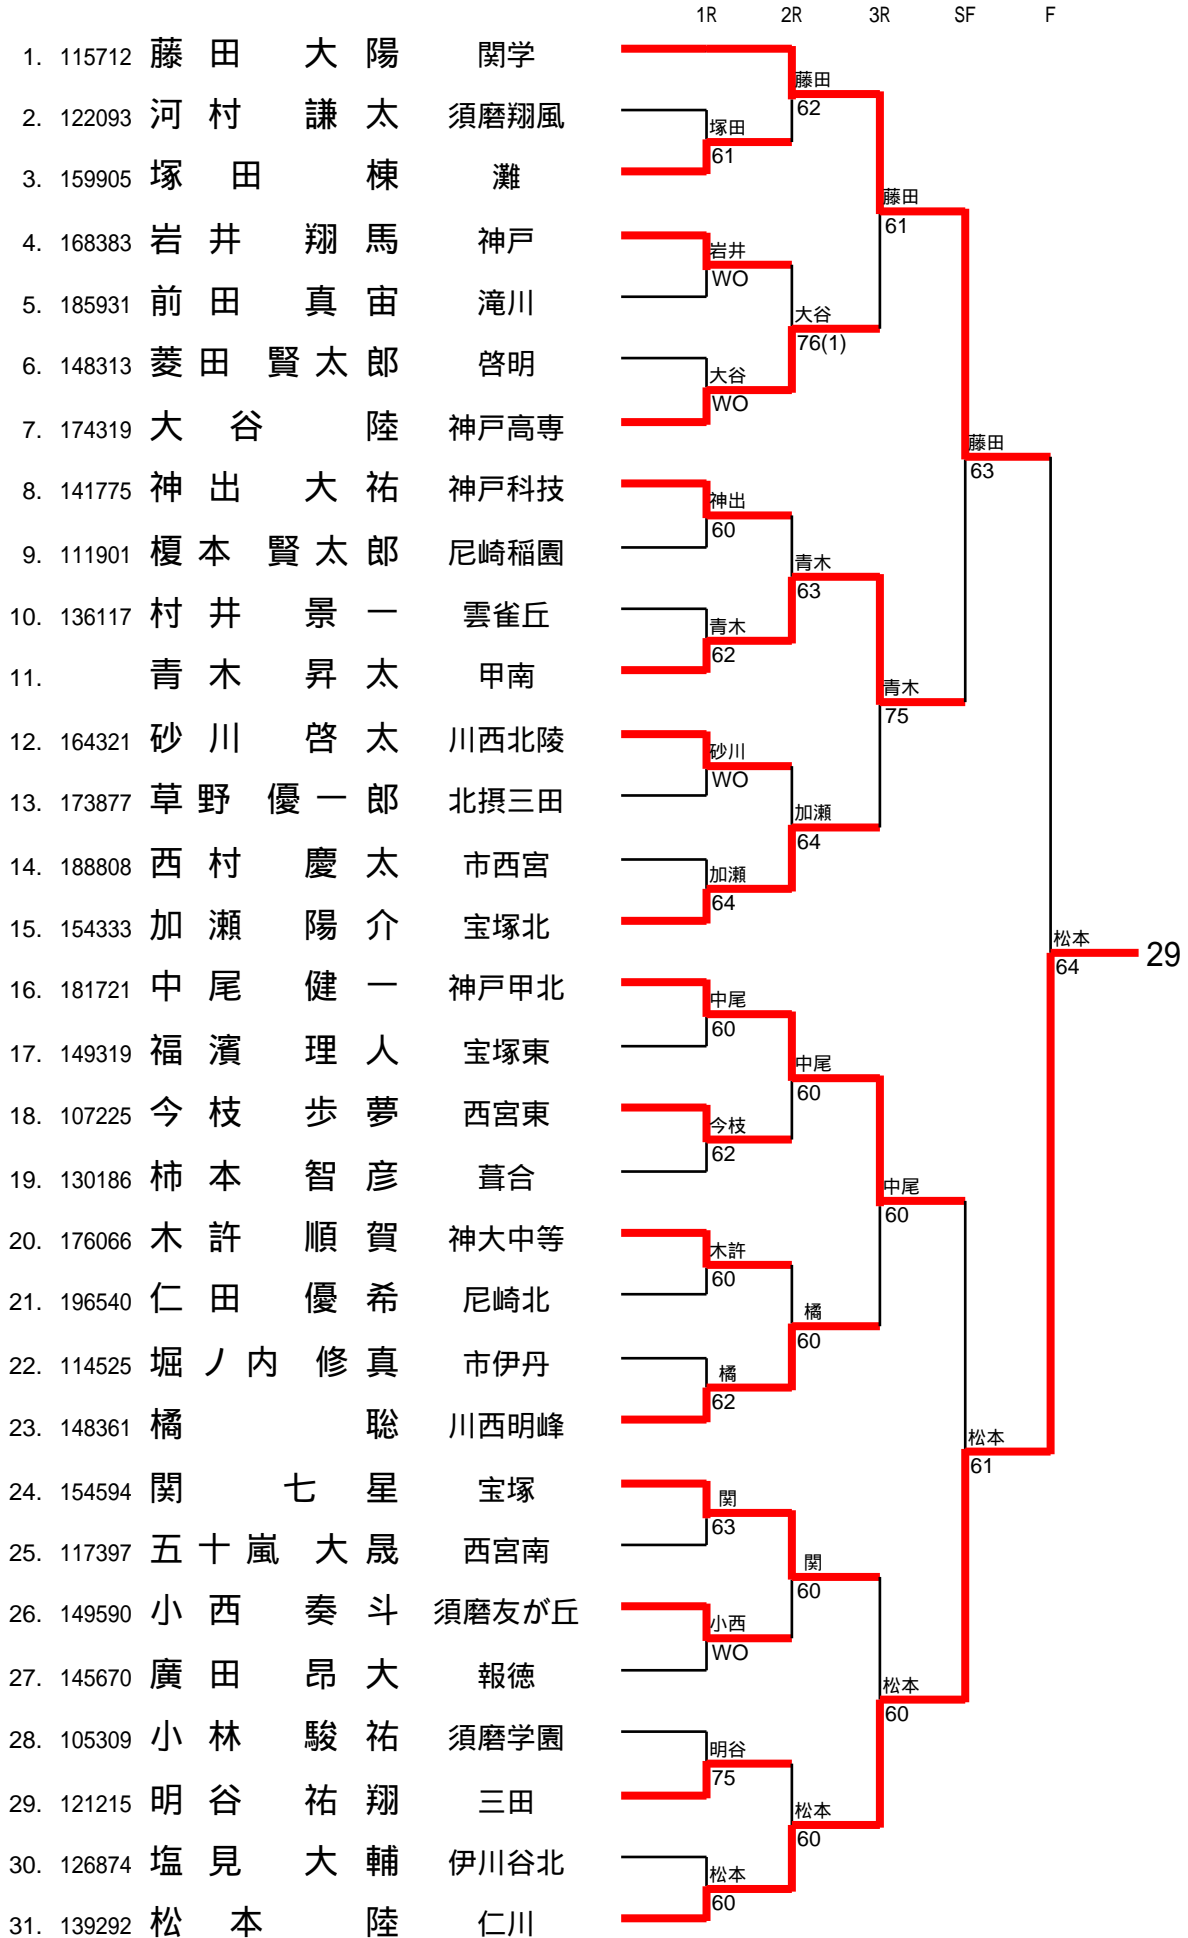 1R 2R 3R SF F
1. 115712 藤田 大陽 関学
2. 122093 河村 謙太 須磨翔風
3. 159905 塚田 棟 灘
4. 168383 岩井 翔馬 神戸
5. 185931 前田 真宙 滝川
6. 148313 菱田 賢太郎 啓明
7. 174319 大谷 陸 神戸高専
8. 141775 神出 大祐 神戸科技
9. 111901 榎本 賢太郎 尼崎稲園
10. 136117 村井 景一 雲雀丘
11. 青木 昇太 甲南
12. 164321 砂川 啓太 川西北陵
13. 173877 草野 優一郎 北摂三田
14. 188808 西村 慶太 市西宮
15. 154333 加瀬 陽介 宝塚北
16. 181721 中尾 健一 神戸甲北
17. 149319 福濱 理人 宝塚東
18. 107225 今枝 歩夢 西宮東
19. 130186 柿本 智彦 葺合
20. 176066 木許 順賀 神大中等
21. 196540 仁田 優希 尼崎北
22. 114525 堀ノ内 修真 市伊丹
23. 148361 橘 聡 川西明峰
24. 154594 関 七星 宝塚
25. 117397 五十嵐 大晟 西宮南
26. 149590 小西 奏斗 須磨友が丘
27. 145670 廣田 昂大 報徳
28. 105309 小林 駿祐 須磨学園
29. 121215 明谷 祐翔 三田
30. 126874 塩見 大輔 伊川谷北
31. 139292 松本 陸 仁川
塚田
61
岩井
WO
大谷
WO
神出
60
青木
62
砂川
WO
加瀬
64
中尾
60
今枝
62
木許
60
橘
62
関
63
小西
WO
明谷
75
松本
60
藤田
62
大谷
76(1)
青木
63
加瀬
64
中尾
60
橘
60
関
60
松本
60
藤田
61
青木
75
中尾
60
松本
60
藤田
63
松本
61
松本
64
29